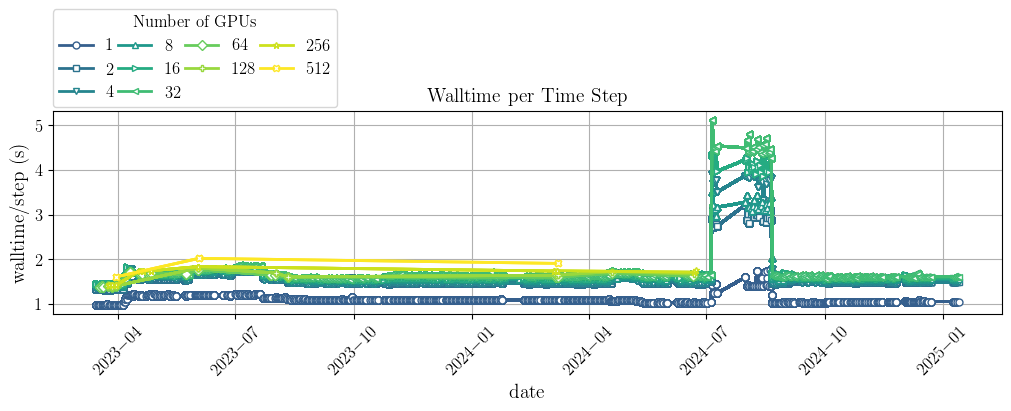 Number of GPUs
1 8 64 256
2 16 128 512
4 32
Walltime per Time Step
walltime/step (s)
5
4
3
2
1
2023−04 2023−07 2023−10 2024−01 2024−04 2024−07 2024−10 2025−01
date